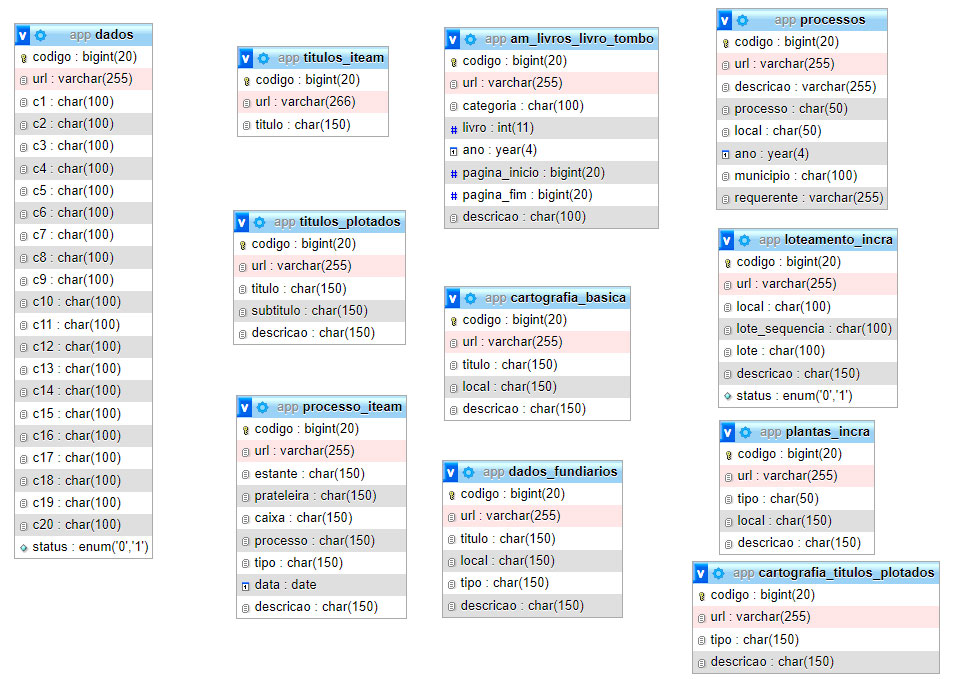 v app dados
codigo : bigint(20)
url : varchar(255)
c1 : char(100)
c2 : char(100)
c3 : char(100)
c4 : char(100)
c5 : char(100)
c6 : char(100)
c7 : char(100)
c8 : char(100)
c9 : char(100)
c10 : char(100)
c11 : char(100)
c12 : char(100)
c13 : char(100)
c14 : char(100)
c15 : char(100)
c16 : char(100)
c17 : char(100)
c18 : char(100)
c19 : char(100)
c20 : char(100)
status : enum('0','1')
v app titulos_iteam
codigo : bigint(20)
url : varchar(266)
titulo : char(150)
v app titulos_plotados
codigo : bigint(20)
url : varchar(255)
titulo : char(150)
subtitulo : char(150)
descricao : char(150)
v app processo_iteam
codigo : bigint(20)
url : varchar(255)
estante : char(150)
prateleira : char(150)
caixa : char(150)
processo : char(150)
tipo : char(150)
data : date
descricao : char(150)
v app am_livros_livro_tombo
codigo : bigint(20)
url : varchar(255)
categoria : char(100)
# livro : int(11)
ano : year(4)
# pagina_inicio : bigint(20)
# pagina_fim : bigint(20)
descricao : char(100)
v app cartografia_basica
codigo : bigint(20)
url : varchar(255)
titulo : char(150)
local : char(150)
descricao : char(150)
v app dados_fundiarios
codigo : bigint(20)
url : varchar(255)
titulo : char(150)
local : char(150)
tipo : char(150)
descricao : char(150)
v app processos
codigo : bigint(20)
url : varchar(255)
descricao : varchar(255)
processo : char(50)
local : char(50)
ano : year(4)
municipio : char(100)
requerente : varchar(255)
v app loteamento_incra
codigo : bigint(20)
url : varchar(255)
local : char(100)
lote_sequencia : char(100)
lote : char(100)
descricao : char(150)
status : enum('0','1')
v app plantas_incra
codigo : bigint(20)
url : varchar(255)
tipo : char(50)
local : char(150)
descricao : char(150)
v app cartografia_titulos_plotados
codigo : bigint(20)
url : varchar(255)
tipo : char(150)
descricao : char(150)